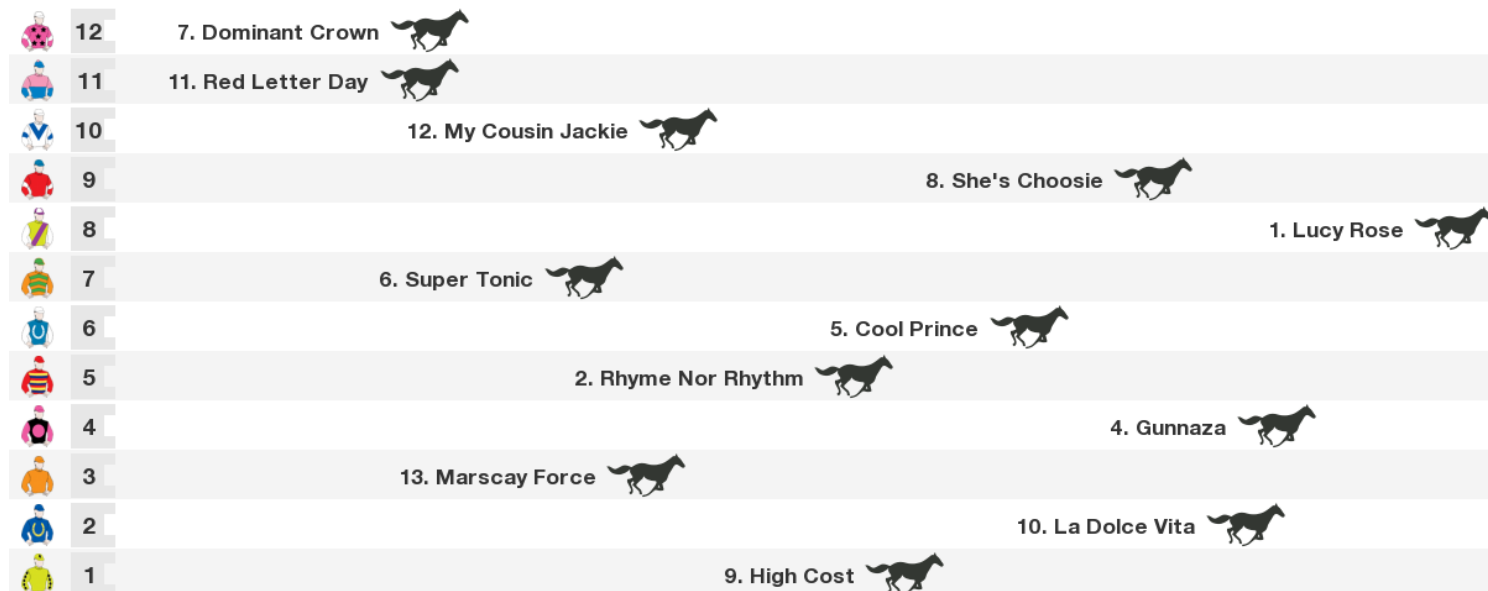 12 7. Dominant Crown
11 11. Red Letter Day
10 12. My Cousin Jackie
9 8. She's Choosie
8 1. Lucy Rose
7 6. Super Tonic
6 5. Cool Prince
5 2. Rhyme Nor Rhythm
4 4. Gunnaza
3 13. Marscay Force
2 10. La Dolce Vita
1 9. High Cost